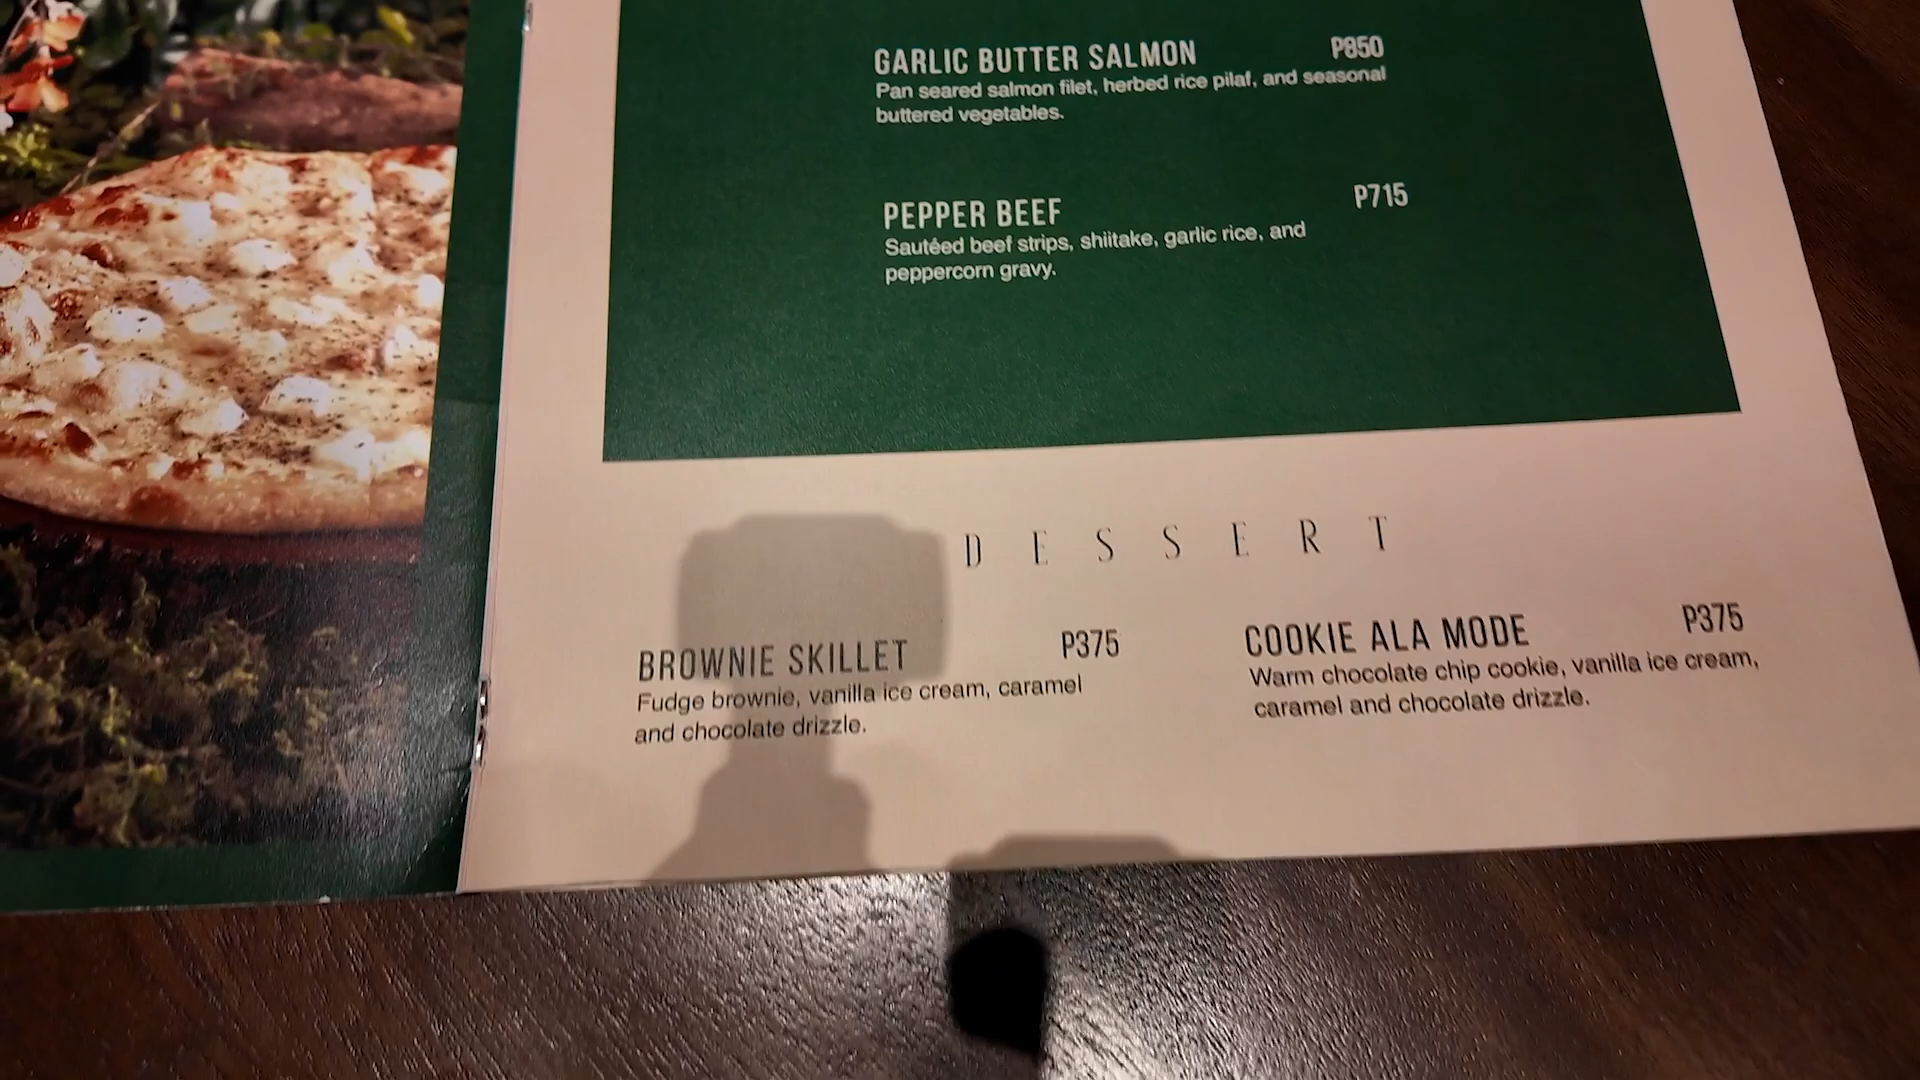 GARLIC BUTTER SALMON P850
Pan seared salmon filet, herbed rice pilaf, and seasonal
buttered vegetables.
PEPPER BEEF P715
Sautéed beef strips, shiitake, garlic rice, and
peppercorn gravy.
DESSERT
BROWNIE SKILLET P375
Fudge brownie, vanilla ice cream, caramel
and chocolate drizzle.
COOKIE ALA MODE P375
Warm chocolate chip cookie, vanilla ice cream,
caramel and chocolate drizzle.